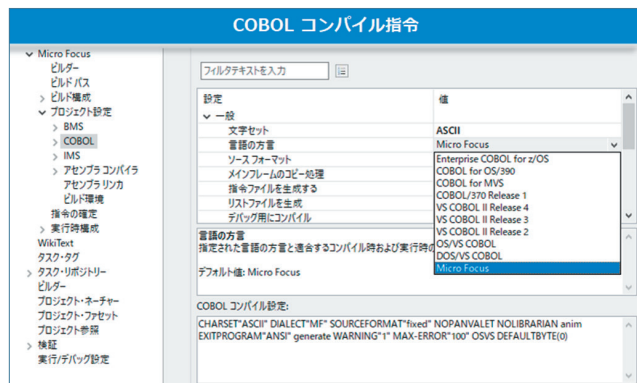 COBOL コンパイル指令
Micro Focus
ビルダー
ビルド パス
ビルド構成
プロジェクト設定
BMS
COBOL
IMS
アセンブラ コンパイラ
アセンブラ リンカ
ビルド環境
指令の確定
実行時構成
WikiText
タスク・タグ
タスク・リポジトリー
ビルダー
プロジェクト・ネーチャー
プロジェクト・ファセット
プロジェクト参照
検証
実行/デバッグ設定
フィルタテキストを入力
設定 値
一般
文字セット ASCII
言語の方言 Micro Focus
ソース フォーマット
メインフレームのコピー処理
指令ファイルを生成する
リストファイルを生成
デバッグ用にコンパイル
Enterprise COBOL for z/OS
COBOL for OS/390
COBOL for MVS
COBOL/370 Release 1
VS COBOL II Release 4
VS COBOL II Release 3
VS COBOL II Release 2
OS/VS COBOL
DOS/VS COBOL
Micro Focus
言語の方言
指定された言語の方言と適合するコンパイル時および実行時の
デフォルト値: Micro Focus
COBOL コンパイル設定:
CHARSET"ASCII" DIALECT"MF" SOURCEFORMAT"fixed" NOPANVALET NOLIBRARIAN anim
EXITPROGRAM"ANSI" generate WARNING"1" MAX-ERROR"100" OSVS DEFAULTBYTE(0)